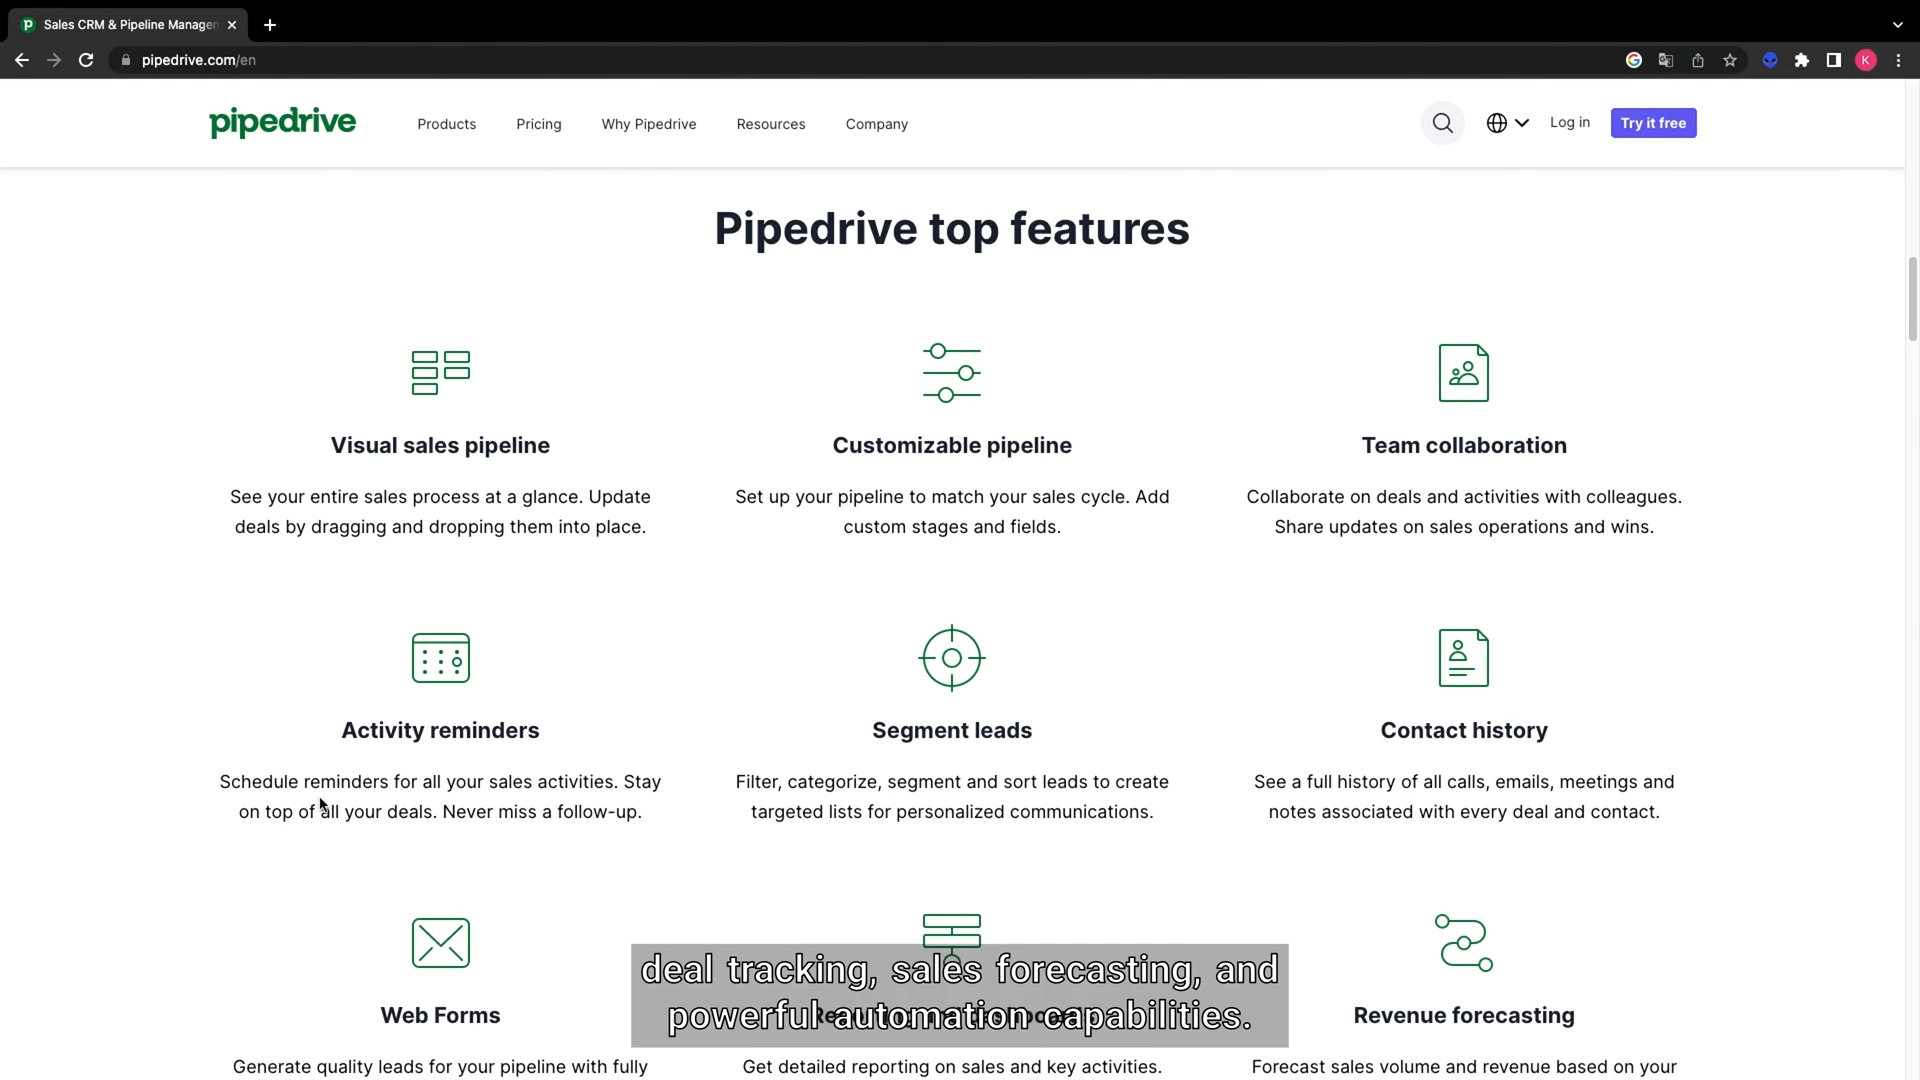 Sales CRM & Pipeline Manager
pipedrive.com/en
K
pipedrive
Products
Pricing
Why Pipedrive
Resources
Company
Log in
Try it free
Pipedrive top features
Visual sales pipeline
See your entire sales process at a glance. Update
deals by dragging and dropping them into place.
Customizable pipeline
Set up your pipeline to match your sales cycle. Add
custom stages and fields.
Team collaboration
Collaborate on deals and activities with colleagues.
Share updates on sales operations and wins.
Activity reminders
Schedule reminders for all your sales activities. Stay
on top of all your deals. Never miss a follow-up.
Segment leads
Filter, categorize, segment and sort leads to create
targeted lists for personalized communications.
Contact history
See a full history of all calls, emails, meetings and
notes associated with every deal and contact.
Web Forms
Generate quality leads for your pipeline with fully
Get detailed reporting on sales and key activities.
Revenue forecasting
Forecast sales volume and revenue based on your
deal tracking, sales forecasting, and
powerful automation capabilities.